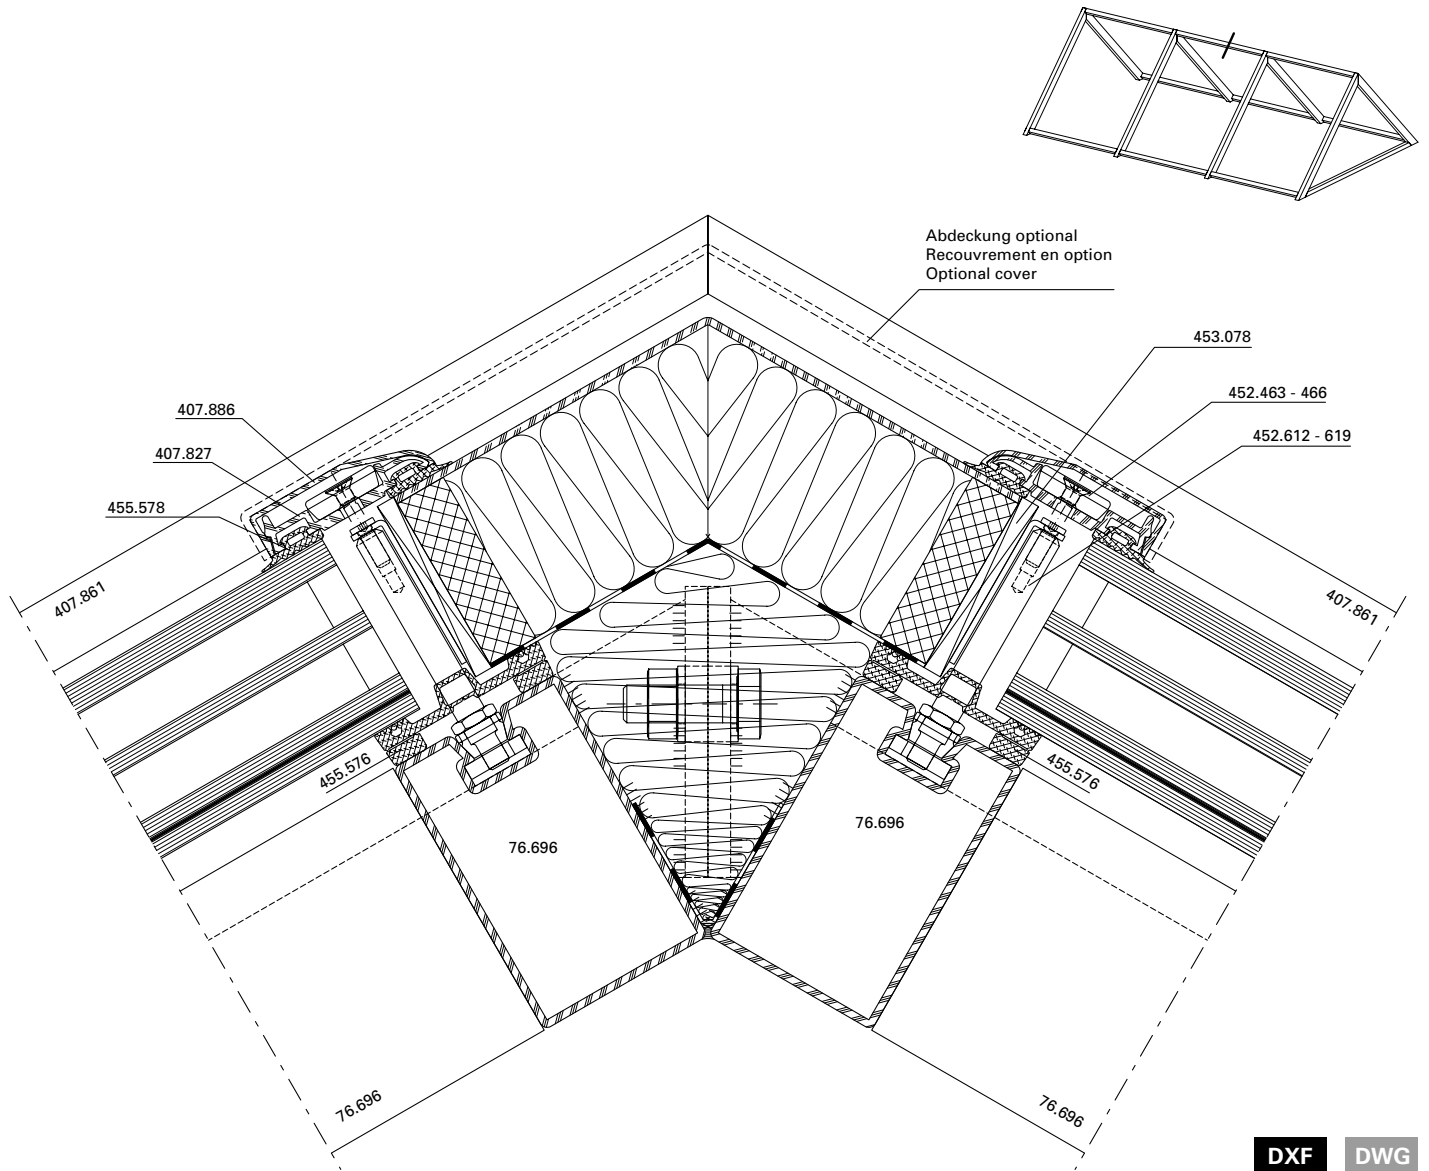 Abdeckung optional
Recouvrement en option
Optional cover
453.078
452.463 - 466
452.612 - 619
407.886
407.827
455.578
407.861
407.861
455.576
455.576
76.696
76.696
76.696
76.696
DXF
DWG